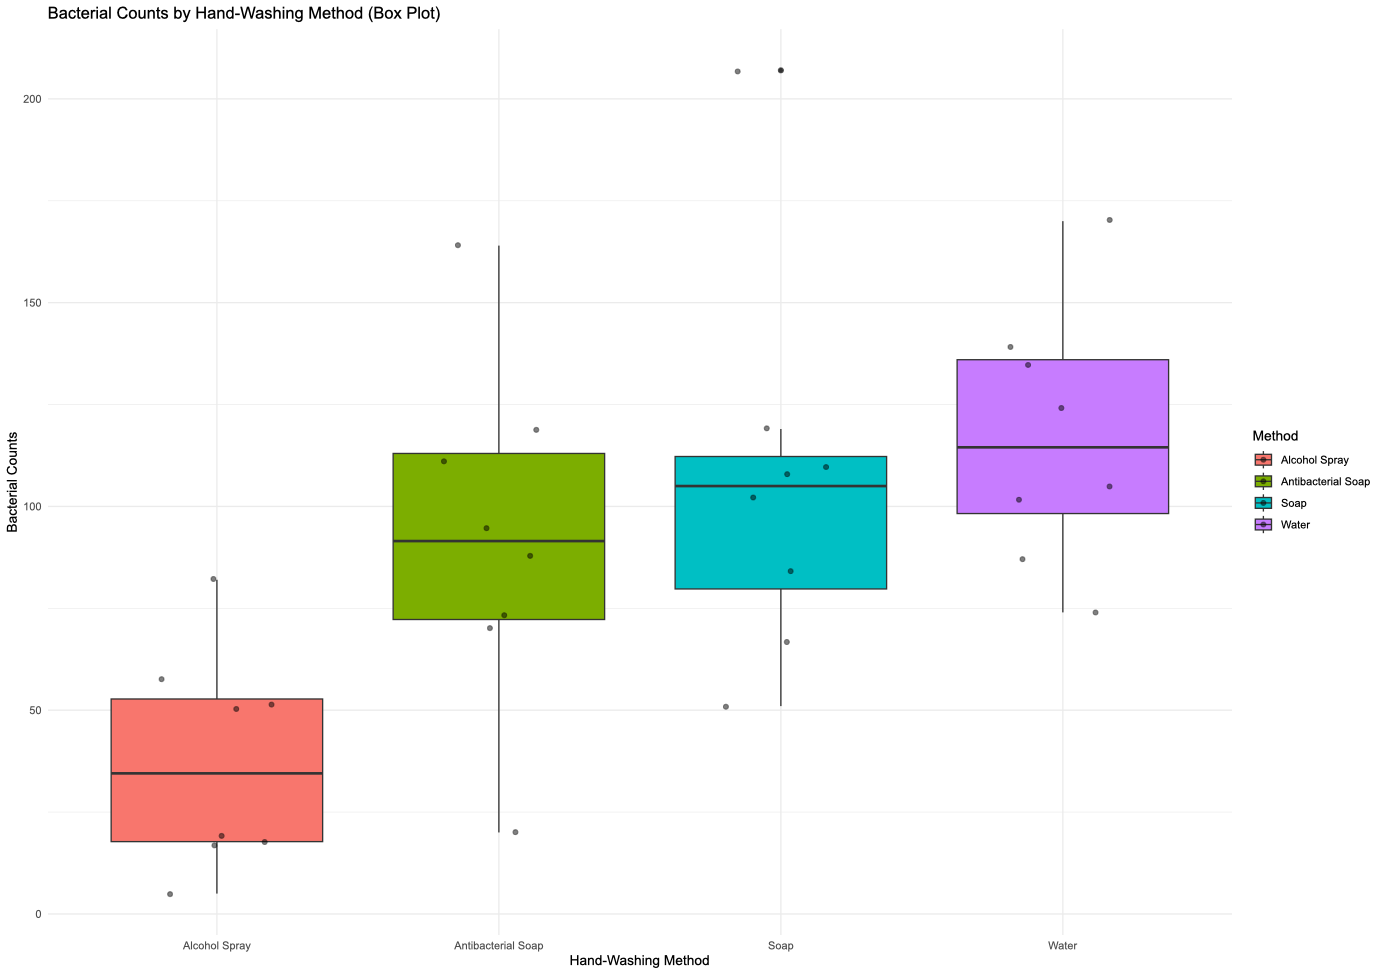 Bacterial Counts by Hand-Washing Method (Box Plot)
200
150
100
50
0
Bacterial Counts
Alcohol Spray
Antibacterial Soap
Soap
Water
Hand-Washing Method
Method
Alcohol Spray
Antibacterial Soap
Soap
Water